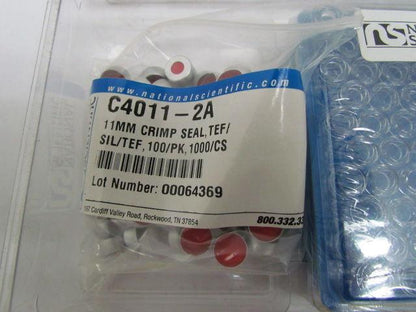 www.nationalscientific.com
C4011-2A
11MM CRIMP SEAL,TEF/
SIL/TEF, 100/PK, 1000/CS
Lot Number: 00064369
Cardiff Valley Road, Rockwood, TN 37854
800.332.33
ns N
S